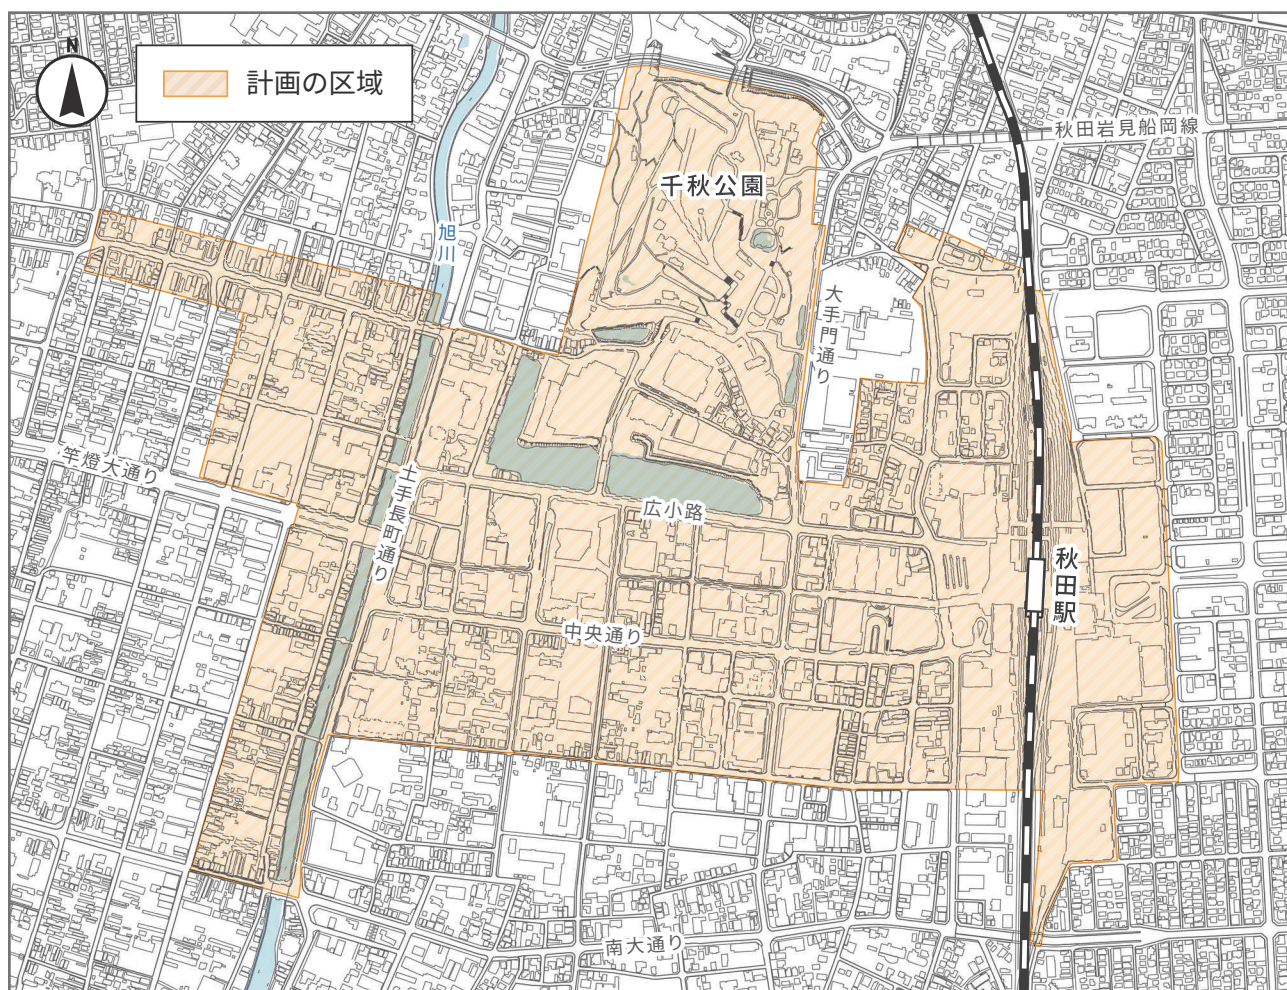 N
計画の区域
秋田岩見船岡線
千秋公園
旭川
大手門通り
竿燈大通り
土手長町通り
広小路
秋田駅
中央通り
南大通り